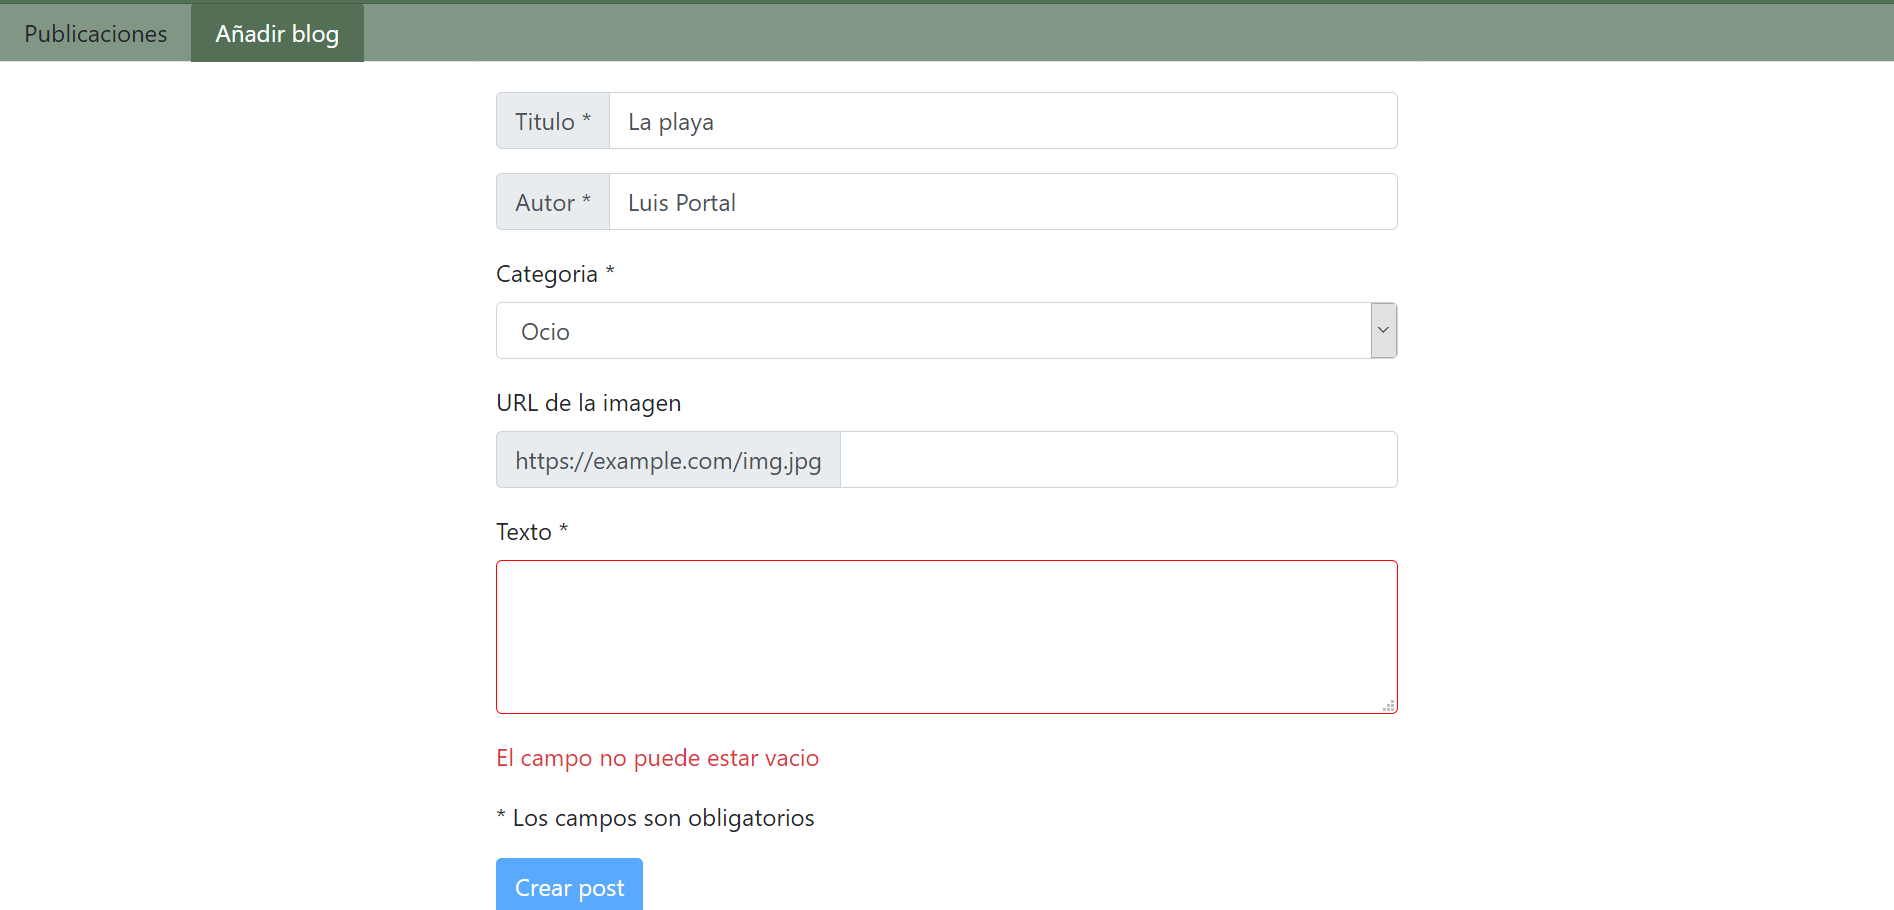 Publicaciones Añadir blog
Titulo * La playa
Autor * Luis Portal
Categoria *
Ocio
URL de la imagen
https://example.com/img.jpg
Texto *
El campo no puede estar vacio
* Los campos son obligatorios
Crear post